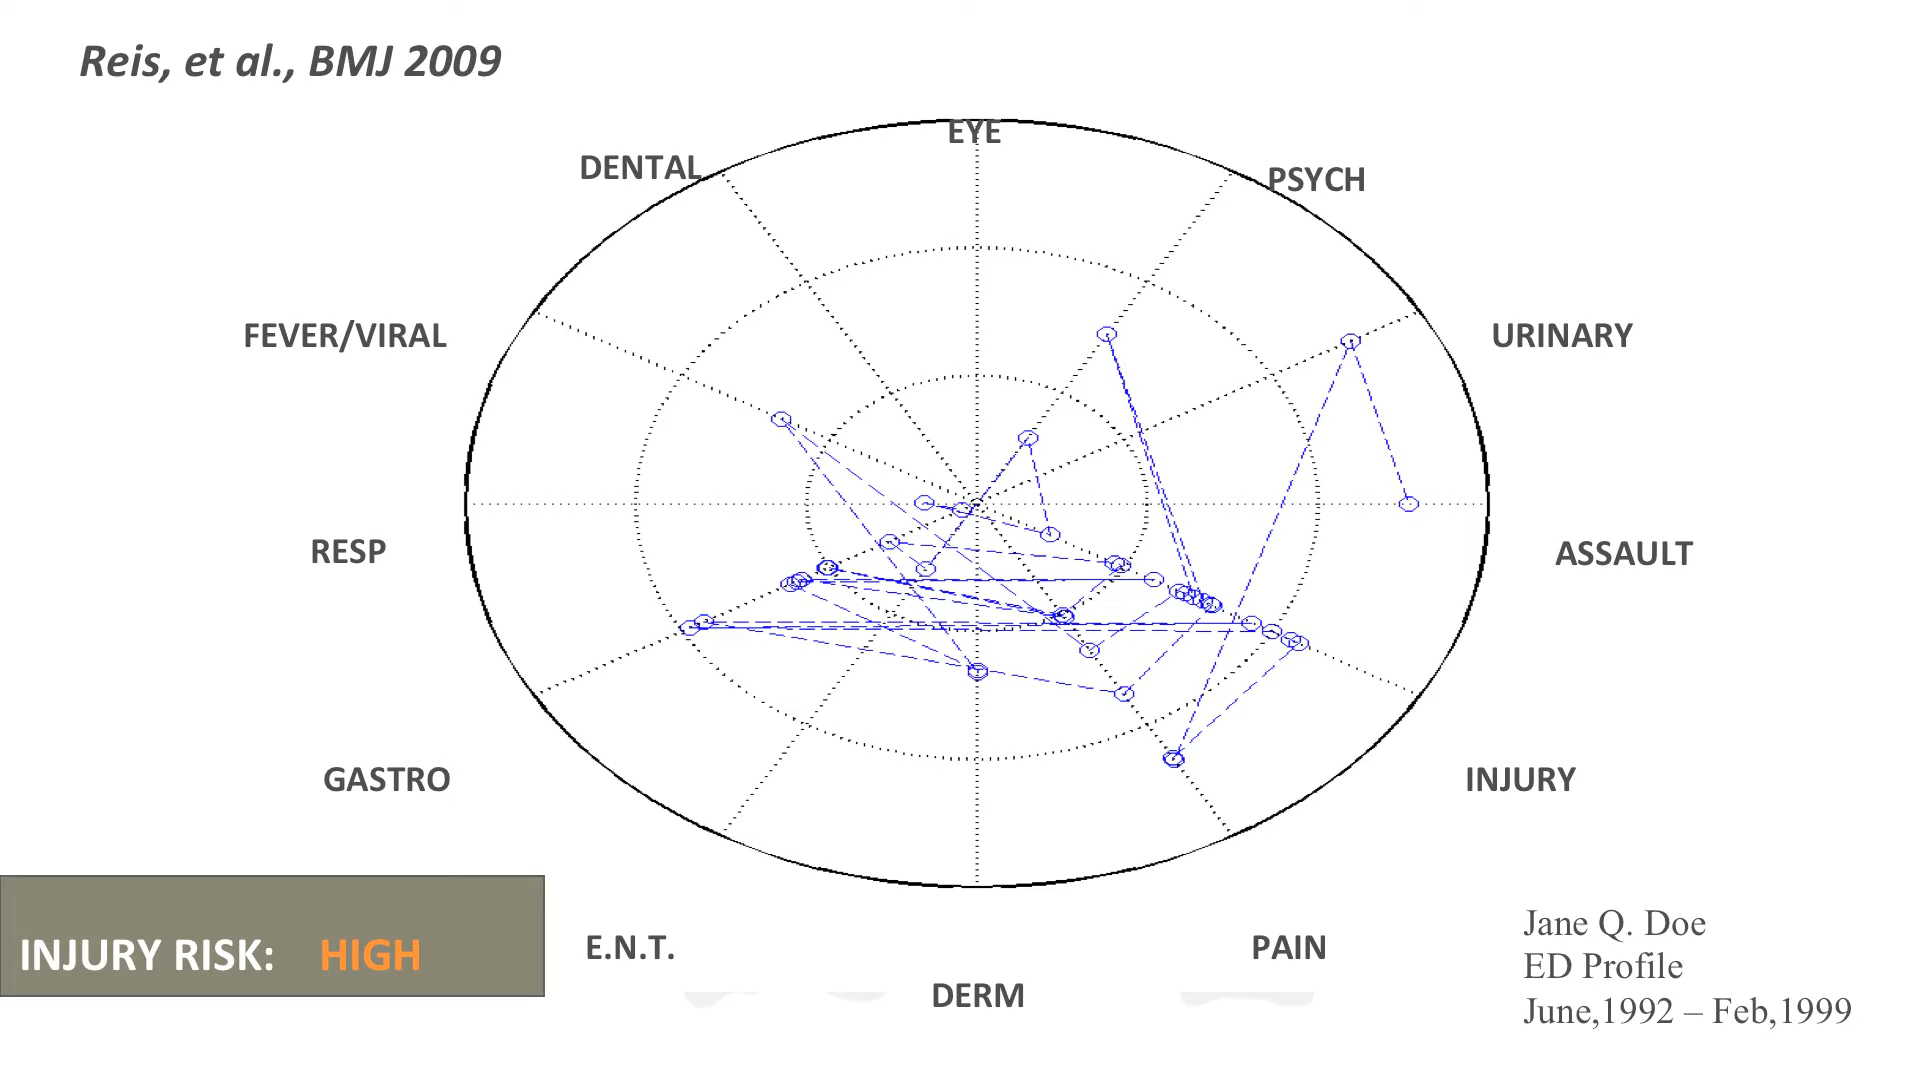 Reis, et al., BMJ 2009
EYE
DENTAL
PSYCH
FEVER/VIRAL
URINARY
RESP
ASSAULT
GASTRO
INJURY
INJURY RISK: HIGH
E.N.T.
PAIN
DERM
Jane Q. Doe
ED Profile
June,1992 – Feb,1999